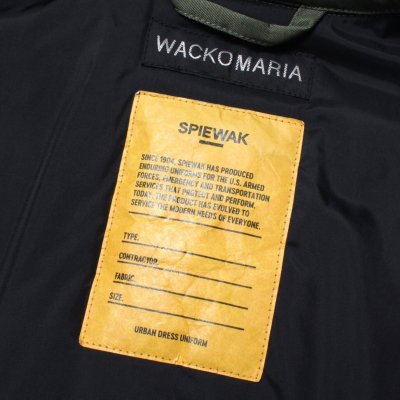 WACKO MARIA
SPIEWAK
SINCE 1904, SPIEWAK HAS PRODUCED
ENDURING UNIFORMS FOR THE U.S. ARMED
FORCES, EMERGENCY AND TRANSPORTATION
SERVICES THAT PROTECT AND PERFORM.
TODAY, THE PRODUCT HAS EVOLVED TO
SERVICE THE MODERN NEEDS OF EVERYONE.
TYPE.
CONTRACTOR.
FABRIC.
SIZE.
URBAN DRESS UNIFORM